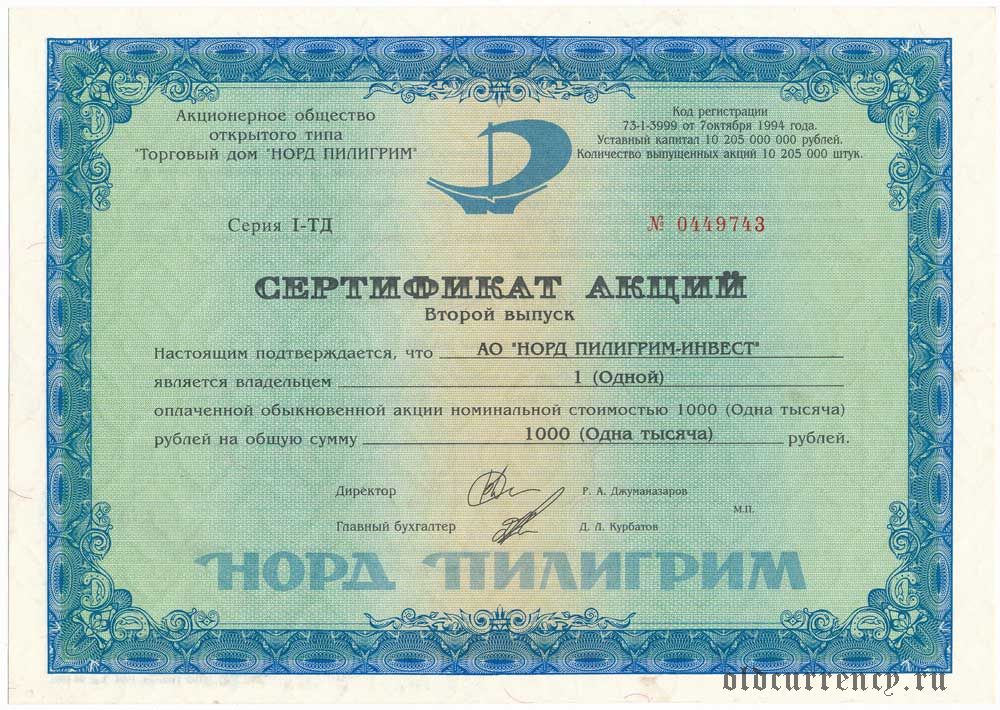 Акционерное общество
открытого типа
"Торговый дом "НОРД ПИЛИГРИМ"
Код регистрации
73-1-3999 от 7октября 1994 года.
Уставный капитал 10 205 000 000 рублей.
Количество выпущенных акций 10 205 000 штук.
Серия I-ТД
№ 0449743
СЕРТИФИКАТ АКЦИЙ
Второй выпуск
Настоящим подтверждается, что АО "НОРД ПИЛИГРИМ-ИНВЕСТ"
является владельцем 1 (Одной)
оплаченной обыкновенной акции номинальной стоимостью 1000 (Одна тысяча)
рублей на общую сумму 1000 (Одна тысяча) рублей.
Директор Р. А. Джуманазаров
М.П.
Главный бухгалтер Д. Л. Курбатов
НОРД ПИЛИГРИМ
oldcurrency.ru